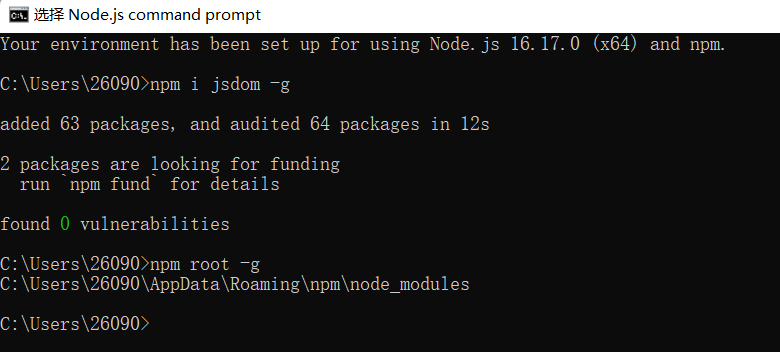 选择 Node.js command prompt
Your environment has been set up for using Node.js 16.17.0 (x64) and npm.
C:\Users\26090>npm i jsdom -g
added 63 packages, and audited 64 packages in 12s
2 packages are looking for funding
  run `npm fund` for details
found 0 vulnerabilities
C:\Users\26090>npm root -g
C:\Users\26090\AppData\Roaming\npm\node_modules
C:\Users\26090>